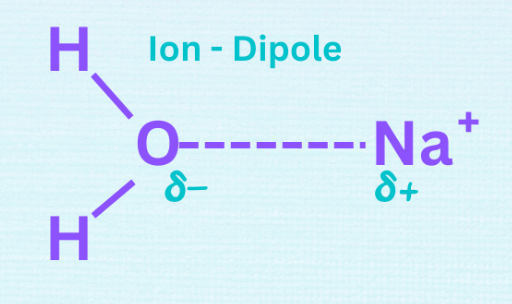 H
Ion - Dipole
O Na⁺
δ− δ+
H